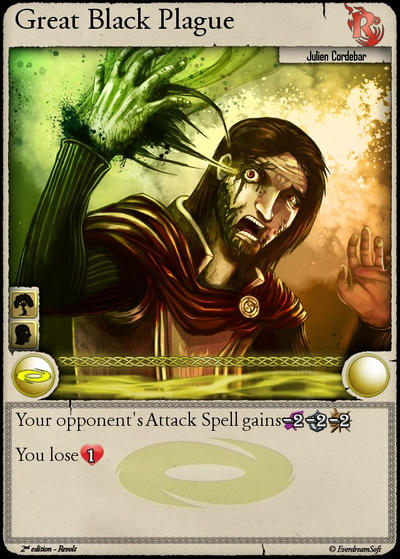 Great Black Plague
R
Julien Cordebar
Your opponent's Attack Spell gains -2 -2 -2
You lose 1
2nd edition - Revolt
© EverdreamSoft